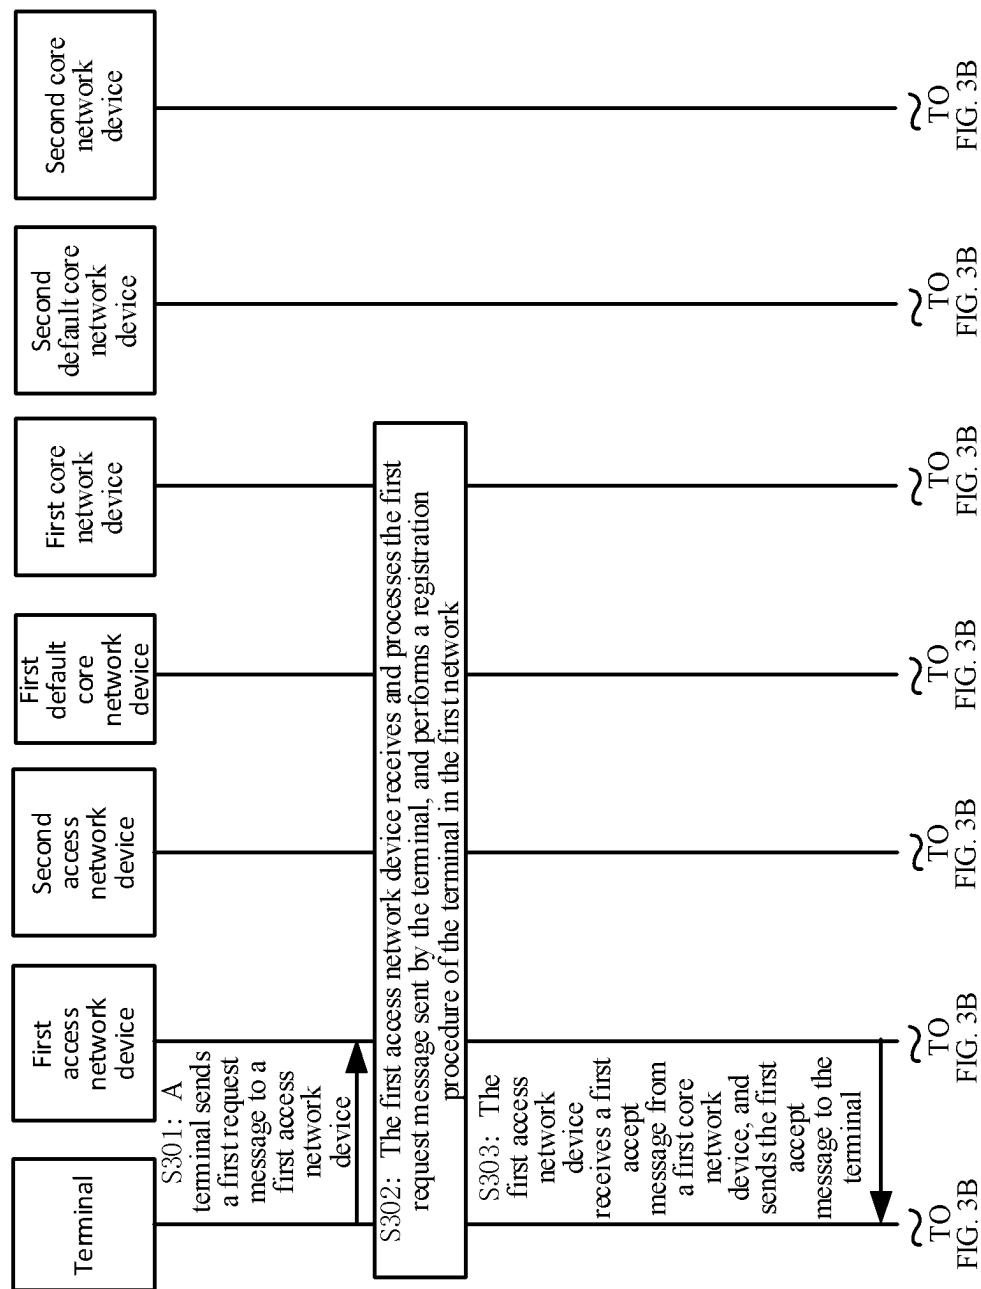 Terminal
First
access
network
device
Second
access
network
device
First
default
core
network
device
First core
network
device
Second
default core
network
device
Second core
network
device
S301: A
terminal sends
a first request
message to a
first access
network
device
S302: The first access network device receives and processes the first
request message sent by the terminal, and performs a registration
procedure of the terminal in the first network
S303: The
first access
network
device
receives a first
accept
message from
a first core
network
device, and
sends the first
accept
message to the
terminal
TO
FIG. 3B
TO
FIG. 3B
TO
FIG. 3B
TO
FIG. 3B
TO
FIG. 3B
TO
FIG. 3B
TO
FIG. 3B